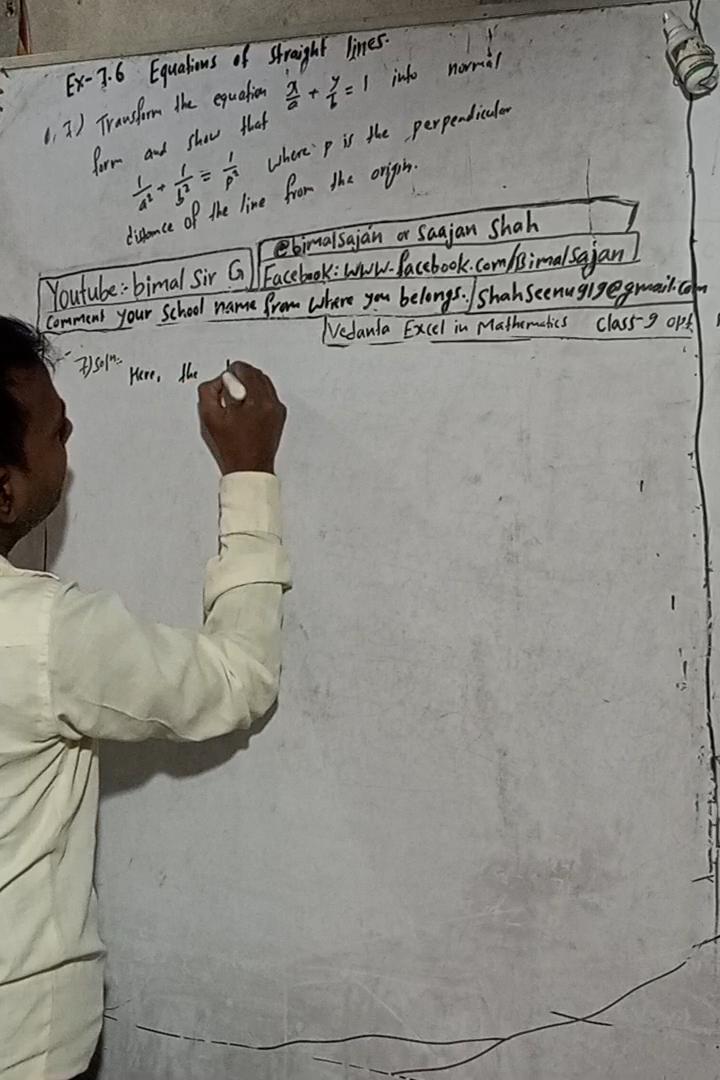 Ex-7.6 Equations of straight lines.
Q.7) Transform the equation x/a + y/b = 1 into normal
form and show that
1/a² + 1/b² = 1/p² where p is the perpendicular
distance of the line from the origin.
@bimalsajan or Saajan Shah
Youtube:- bimal Sir G
Facebook: www.facebook.com/Bimalsajan
Comment your School name from where you belongs. / shahseenu919@gmail.com
Vedanta Excel in Mathematics Class-9 opt
7) Solⁿ:-
Here, the